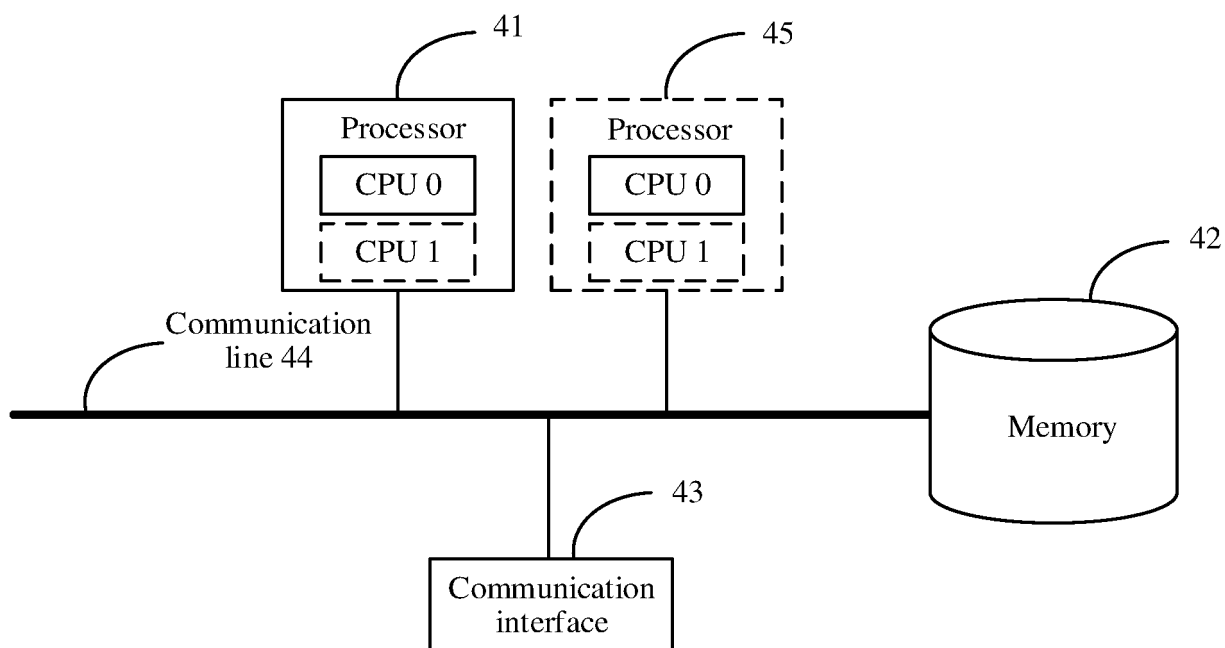 41
45
Processor
CPU 0
CPU 1
Processor
CPU 0
CPU 1
42
Communication
line 44
Memory
43
Communication
interface